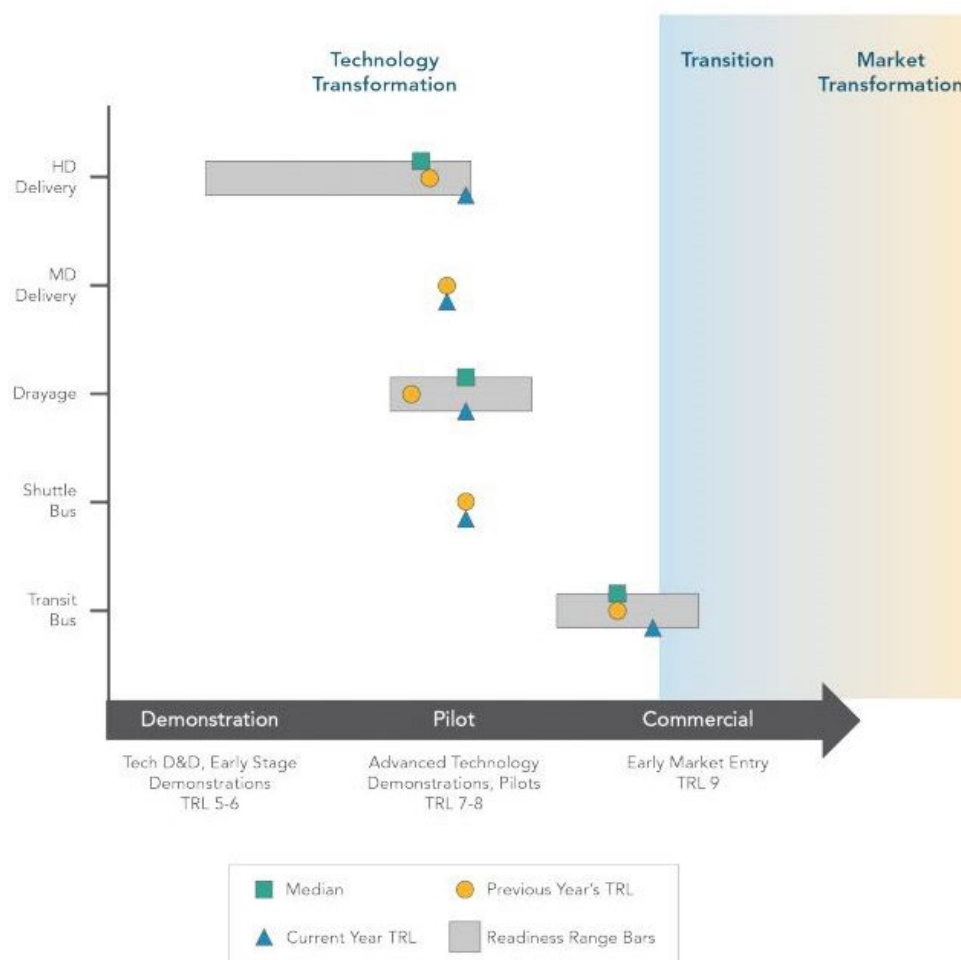 Technology
Transformation
Transition
Market
Transformation
HD
Delivery
MD
Delivery
Drayage
Shuttle
Bus
Transit
Bus
Demonstration
Pilot
Commercial
Tech D&D, Early Stage
Demonstrations
TRL 5-6
Advanced Technology
Demonstrations, Pilots
TRL 7-8
Early Market Entry
TRL 9
Median
Previous Year's TRL
Current Year TRL
Readiness Range Bars